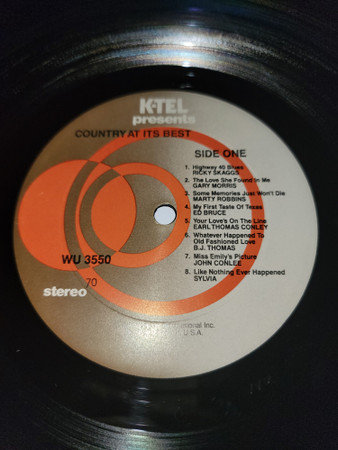 K-TEL
presents
COUNTRY AT ITS BEST
SIDE ONE
1. Highway 40 Blues
RICKY SKAGGS
2. The Love She Found In Me
GARY MORRIS
3. Some Memories Just Won't Die
MARTY ROBBINS
4. My First Taste Of Texas
ED BRUCE
5. Your Love's On The Line
EARL THOMAS CONLEY
6. Whatever Happened To
Old Fashioned Love
B.J. THOMAS
7. Miss Emily's Picture
JOHN CONLEE
8. Like Nothing Ever Happened
SYLVIA
WU 3550
70
stereo
Inc.
U.S.A.